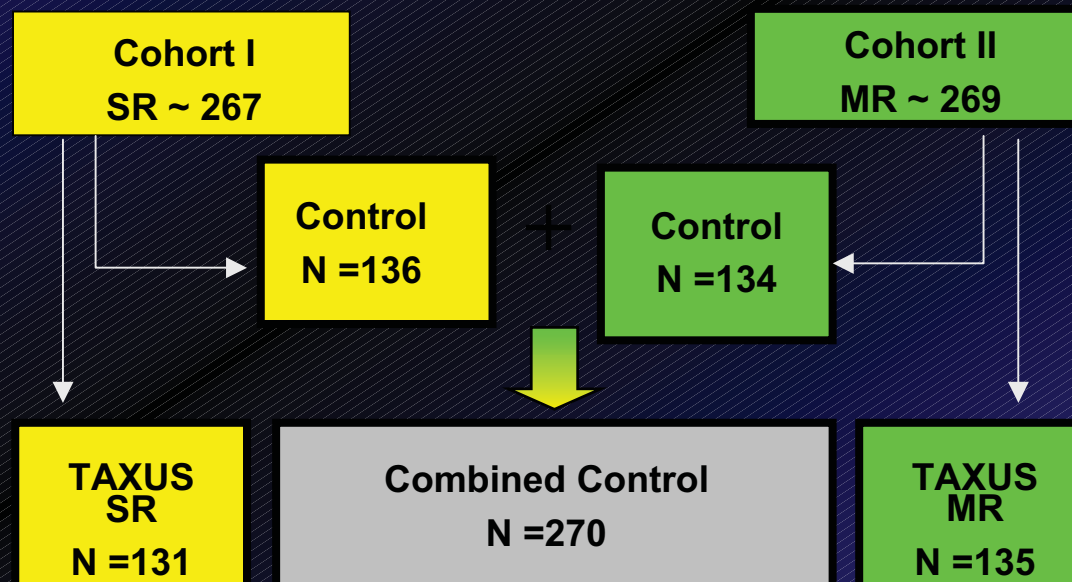 Cohort I
SR ~ 267
Cohort II
MR ~ 269
Control
N =136
+
Control
N =134
TAXUS
SR
N =131
Combined Control
N =270
TAXUS
MR
N =135